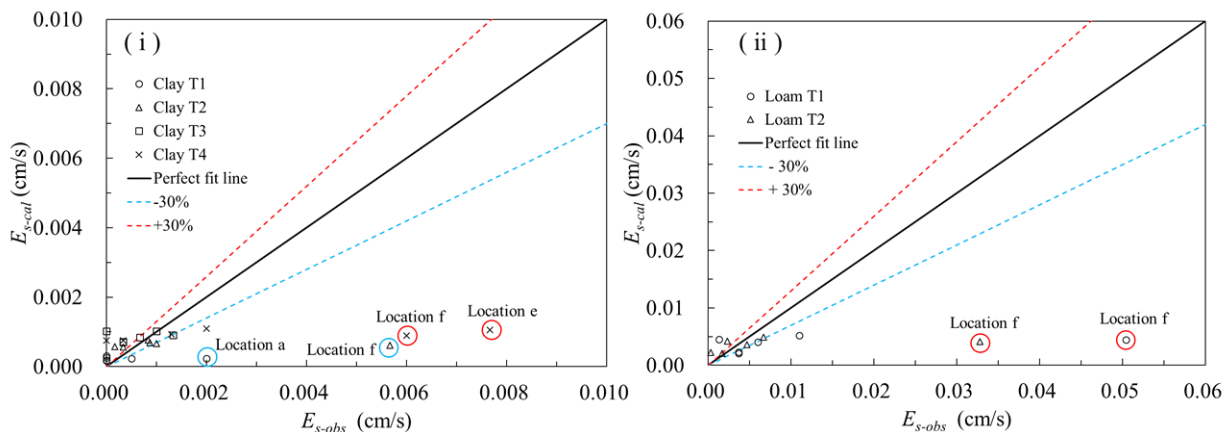 ( i )
Clay T1
Clay T2
Clay T3
Clay T4
Perfect fit line
-30%
+30%
0.010
0.008
0.006
0.004
0.002
0.000
E_{s-cal} (cm/s)
Location a
Location f
Location f
Location e
0.000 0.002 0.004 0.006 0.008 0.010
E_{s-obs} (cm/s)
( ii )
Loam T1
Loam T2
Perfect fit line
- 30%
+ 30%
0.06
0.05
0.04
0.03
0.02
0.01
0.00
E_{s-cal} (cm/s)
Location f
Location f
0.00 0.01 0.02 0.03 0.04 0.05 0.06
E_{s-obs} (cm/s)